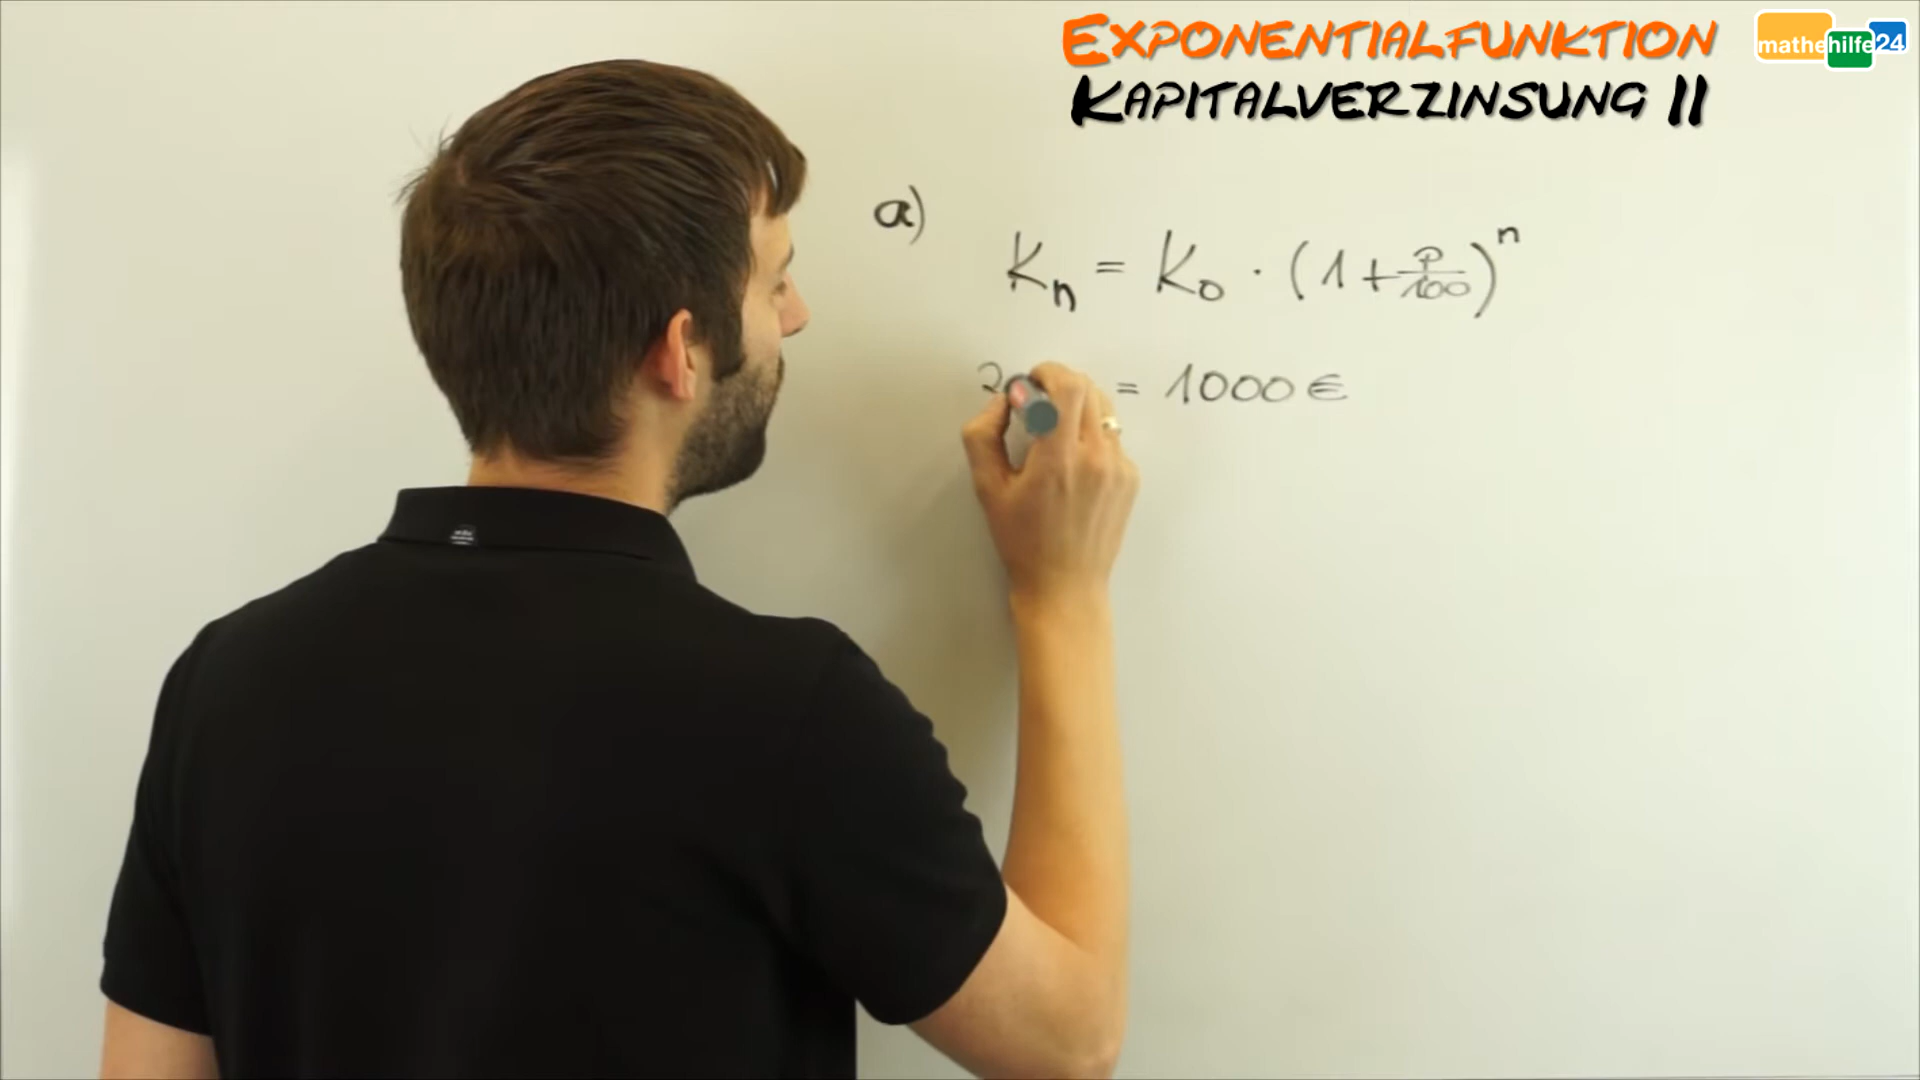 EXPONENTIALFUNKTION
KAPITALVERZINSUNG II
mathehilfe24
a)
Kn = K0 · (1 + p/100)^n
= 1000 €